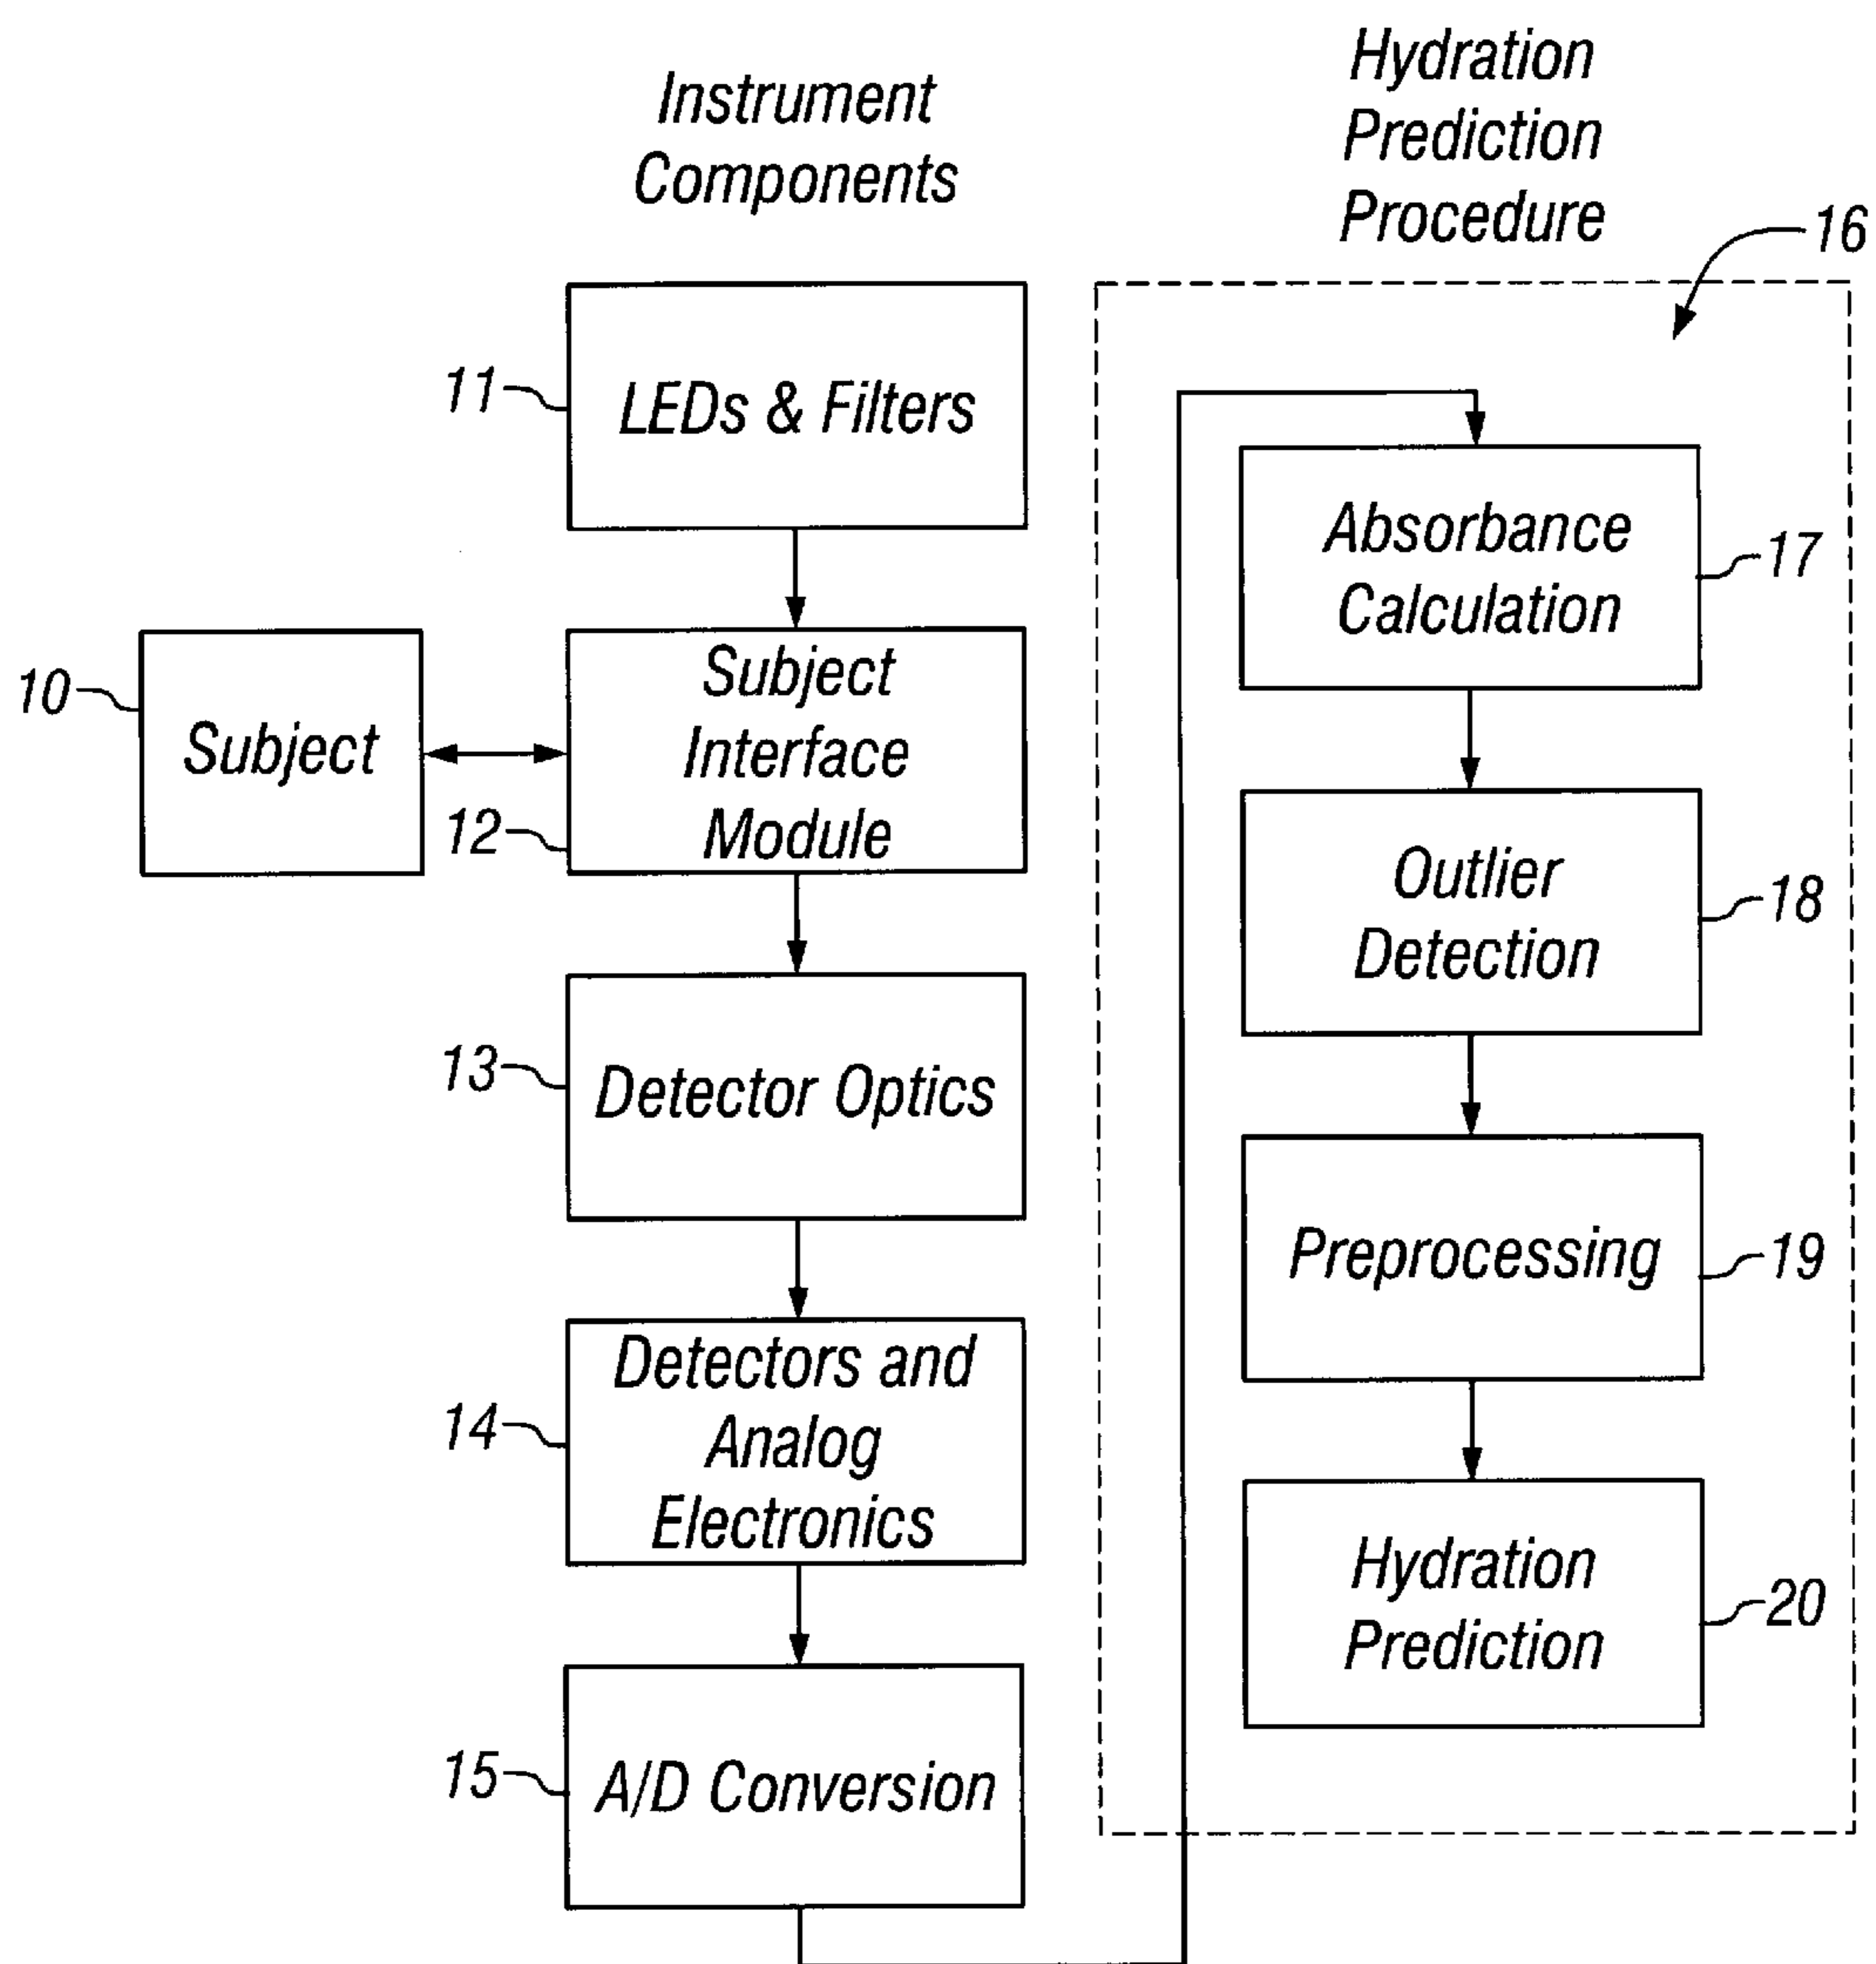 Instrument
Components
11
LEDs & Filters
10
Subject
Subject
Interface
Module
12
13
Detector Optics
14
Detectors and
Analog
Electronics
15
A/D Conversion
Hydration
Prediction
Procedure
16
Absorbance
Calculation
17
Outlier
Detection
18
Preprocessing
19
Hydration
Prediction
20